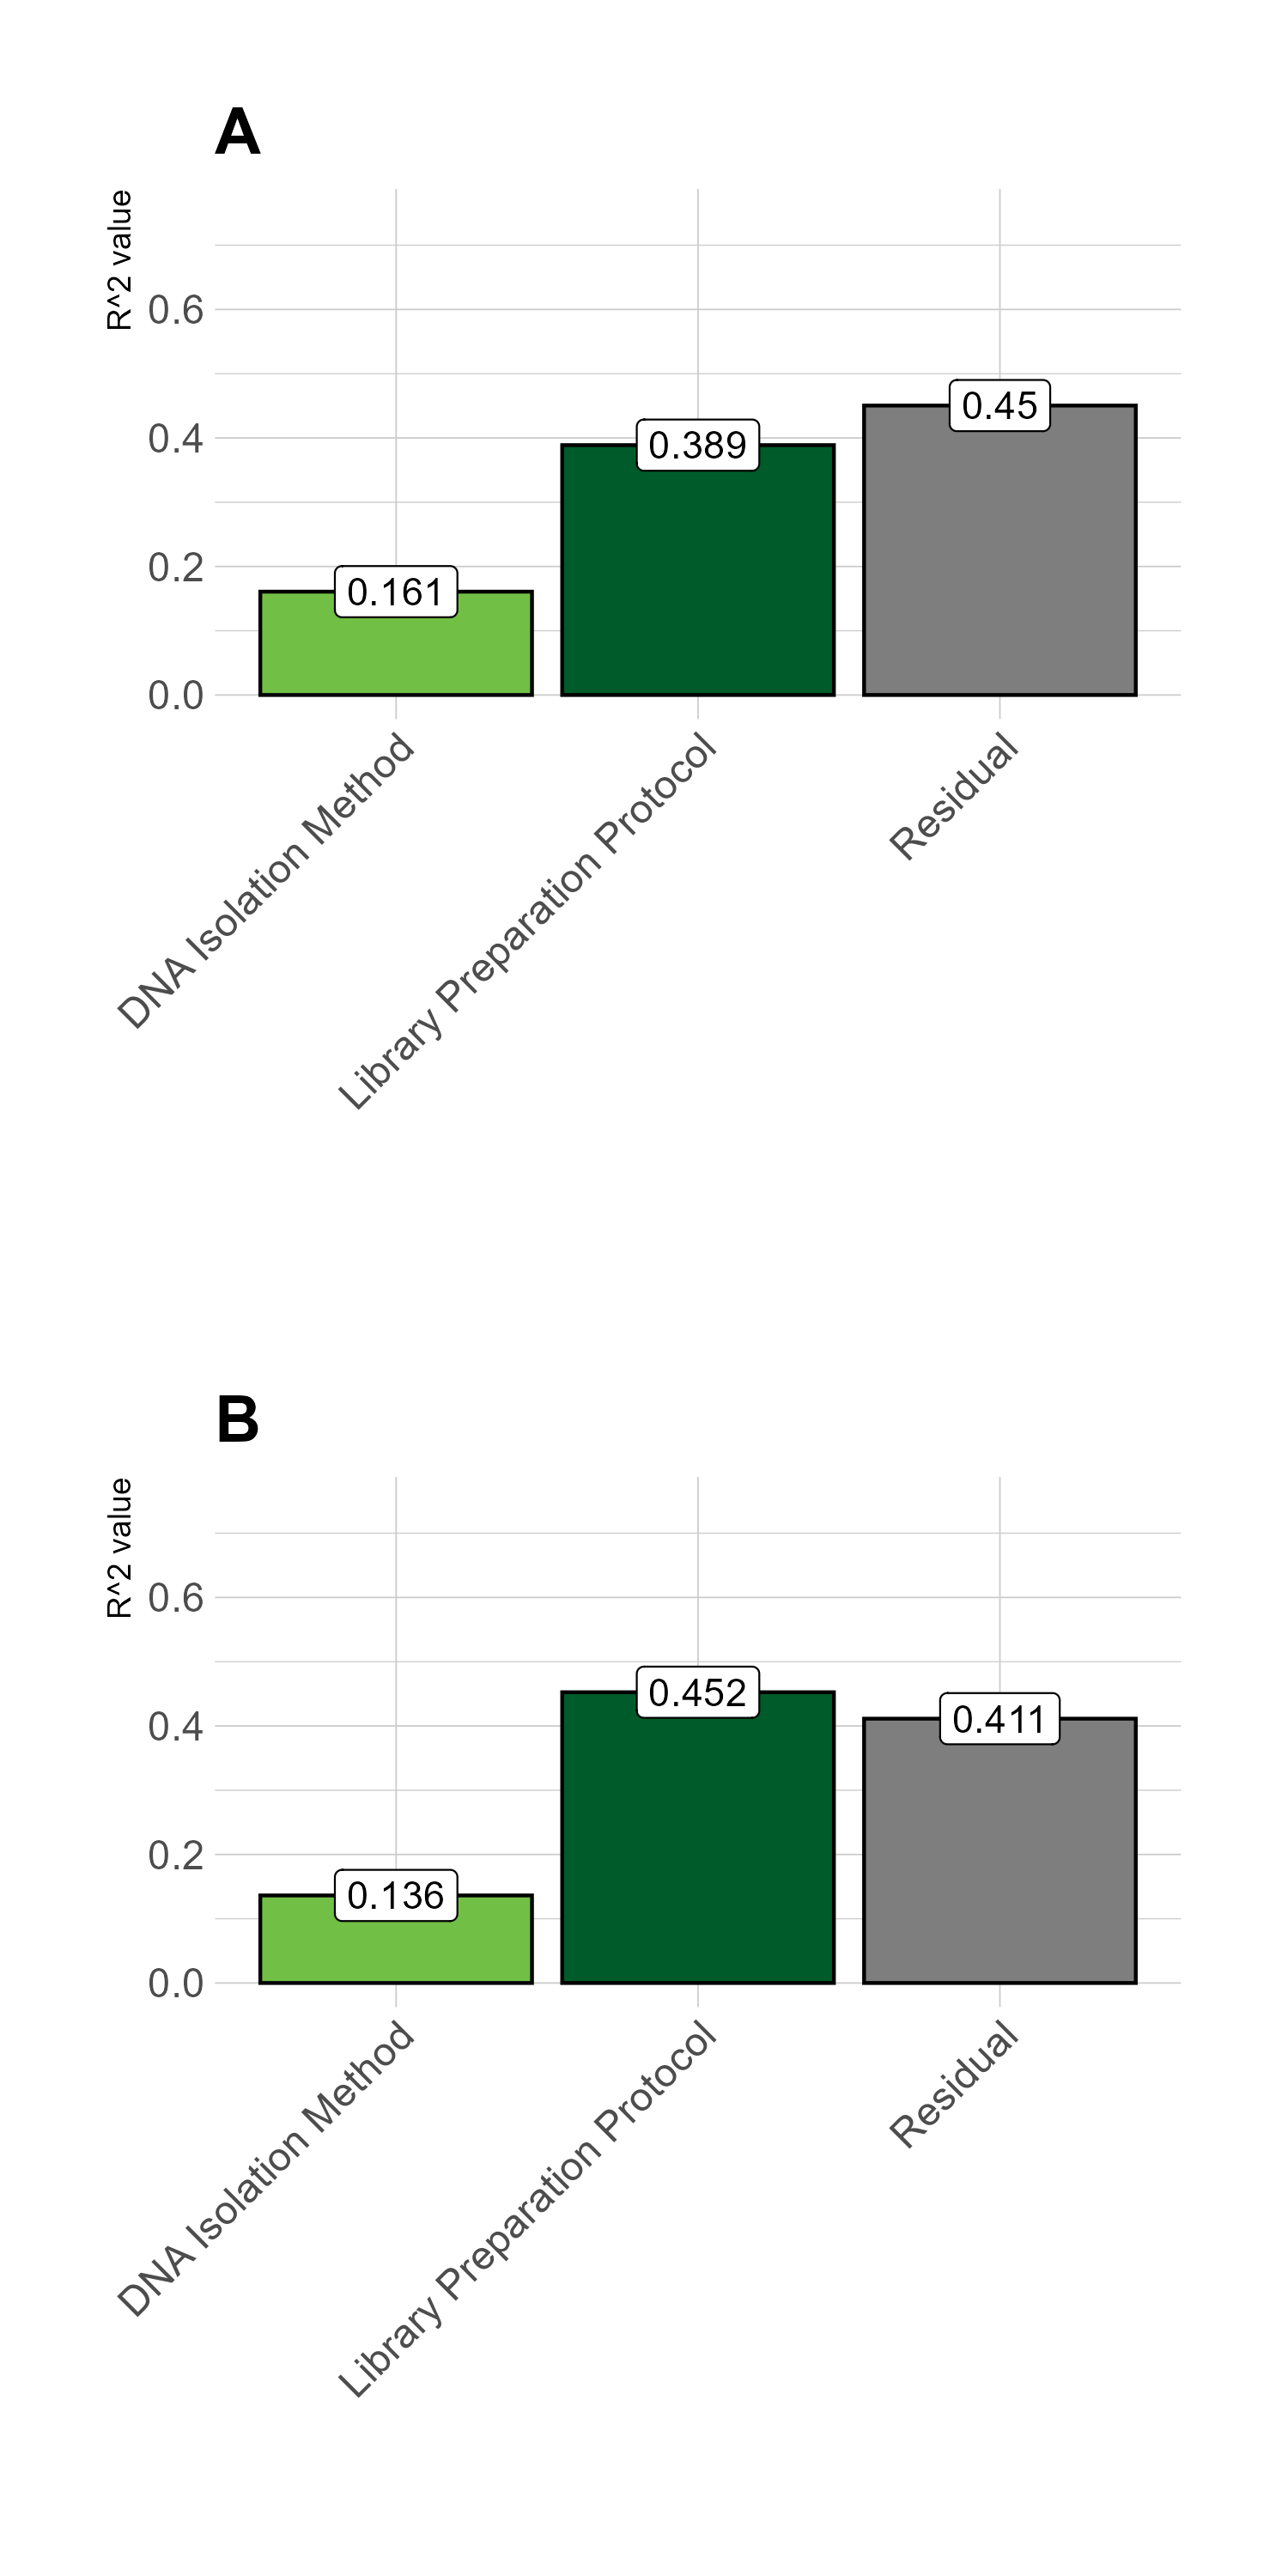 A
R^2 value
0.6
0.4
0.2
0.0
0.161
0.389
0.45
DNA Isolation Method
Library Preparation Protocol
Residual
B
R^2 value
0.6
0.4
0.2
0.0
0.136
0.452
0.411
DNA Isolation Method
Library Preparation Protocol
Residual